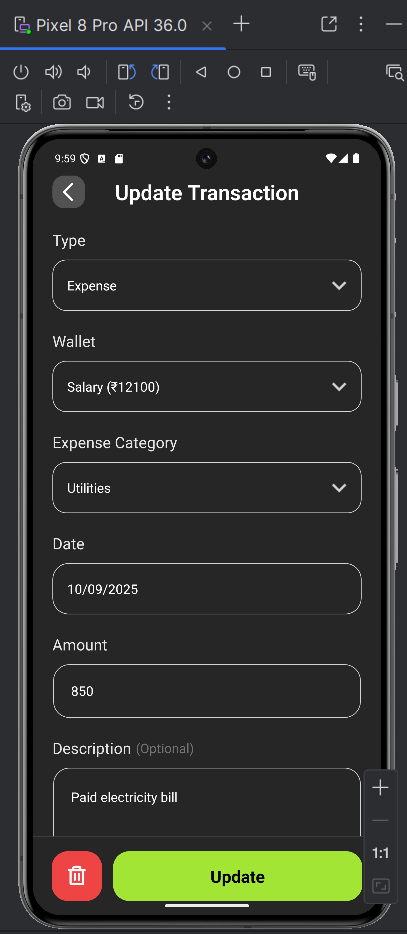 Pixel 8 Pro API 36.0
9:59
Update Transaction
Type
Expense
Wallet
Salary (₹12100)
Expense Category
Utilities
Date
10/09/2025
Amount
850
Description (Optional)
Paid electricity bill
1:1
Update